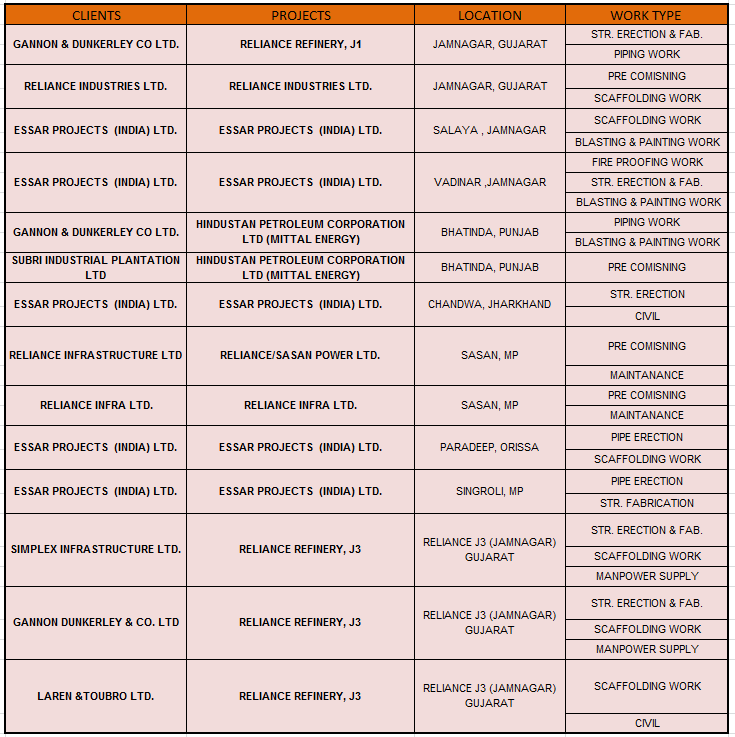 CLIENTS PROJECTS LOCATION WORK TYPE
GANNON & DUNKERLEY CO LTD. RELIANCE REFINERY, J1 JAMNAGAR, GUJARAT STR. ERECTION & FAB.
PIPING WORK
RELIANCE INDUSTRIES LTD. RELIANCE INDUSTRIES LTD. JAMNAGAR, GUJARAT PRE COMISNING
SCAFFOLDING WORK
ESSAR PROJECTS (INDIA) LTD. ESSAR PROJECTS (INDIA) LTD. SALAYA , JAMNAGAR SCAFFOLDING WORK
BLASTING & PAINTING WORK
ESSAR PROJECTS (INDIA) LTD. ESSAR PROJECTS (INDIA) LTD. VADINAR ,JAMNAGAR FIRE PROOFING WORK
STR. ERECTION & FAB.
BLASTING & PAINTING WORK
GANNON & DUNKERLEY CO LTD. HINDUSTAN PETROLEUM CORPORATION
LTD (MITTAL ENERGY) BHATINDA, PUNJAB PIPING WORK
BLASTING & PAINTING WORK
SUBRI INDUSTRIAL PLANTATION
LTD HINDUSTAN PETROLEUM CORPORATION
LTD (MITTAL ENERGY) BHATINDA, PUNJAB PRE COMISNING
ESSAR PROJECTS (INDIA) LTD. ESSAR PROJECTS (INDIA) LTD. CHANDWA, JHARKHAND STR. ERECTION
CIVIL
RELIANCE INFRASTRUCTURE LTD RELIANCE/SASAN POWER LTD. SASAN, MP PRE COMISNING
MAINTANANCE
RELIANCE INFRA LTD. RELIANCE INFRA LTD. SASAN, MP PRE COMISNING
MAINTANANCE
ESSAR PROJECTS (INDIA) LTD. ESSAR PROJECTS (INDIA) LTD. PARADEEP, ORISSA PIPE ERECTION
SCAFFOLDING WORK
ESSAR PROJECTS (INDIA) LTD. ESSAR PROJECTS (INDIA) LTD. SINGROLI, MP PIPE ERECTION
STR. FABRICATION
SIMPLEX INFRASTRUCTURE LTD. RELIANCE REFINERY, J3 RELIANCE J3 (JAMNAGAR)
GUJARAT STR. ERECTION & FAB.
SCAFFOLDING WORK
MANPOWER SUPPLY
GANNON DUNKERLEY & CO. LTD RELIANCE REFINERY, J3 RELIANCE J3 (JAMNAGAR)
GUJARAT STR. ERECTION & FAB.
SCAFFOLDING WORK
MANPOWER SUPPLY
LAREN &TOUBRO LTD. RELIANCE REFINERY, J3 RELIANCE J3 (JAMNAGAR)
GUJARAT SCAFFOLDING WORK
CIVIL